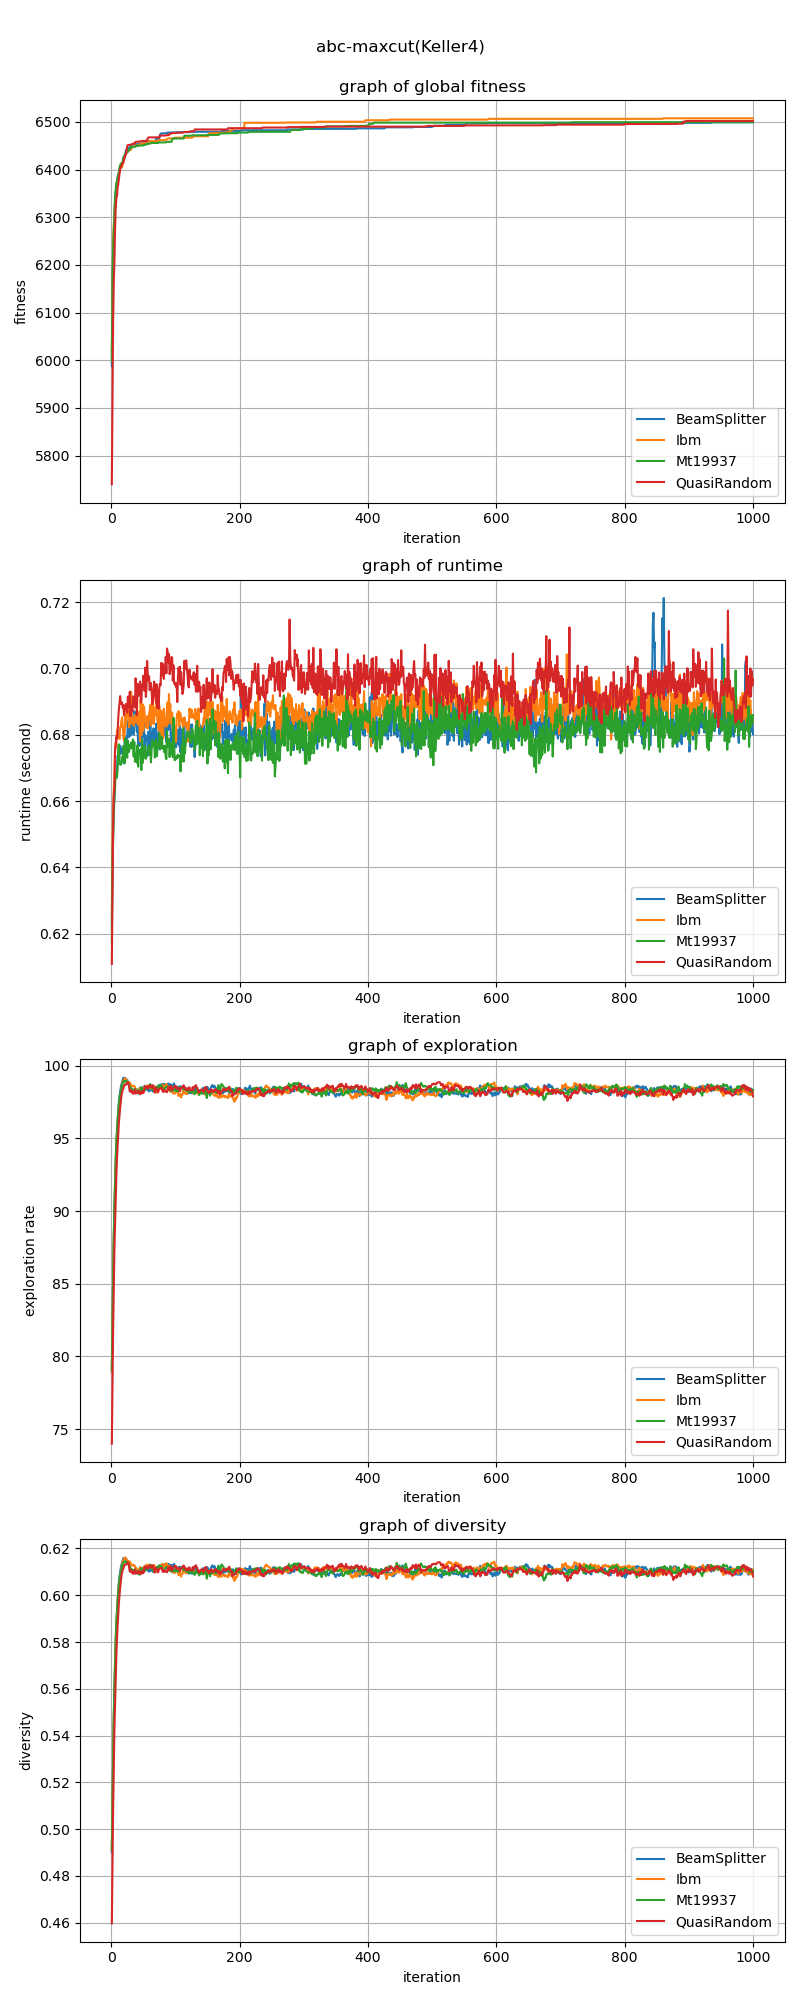 abc-maxcut(Keller4)
graph of global fitness
6500
6400
6300
6200
6100
6000
5900
5800
fitness
BeamSplitter
Ibm
Mt19937
QuasiRandom
0 200 400 600 800 1000
iteration
graph of runtime
0.72
0.70
0.68
0.66
0.64
0.62
runtime (second)
BeamSplitter
Ibm
Mt19937
QuasiRandom
0 200 400 600 800 1000
iteration
graph of exploration
100
95
90
85
80
75
exploration rate
BeamSplitter
Ibm
Mt19937
QuasiRandom
0 200 400 600 800 1000
iteration
graph of diversity
0.62
0.60
0.58
0.56
0.54
0.52
0.50
0.48
0.46
diversity
BeamSplitter
Ibm
Mt19937
QuasiRandom
0 200 400 600 800 1000
iteration